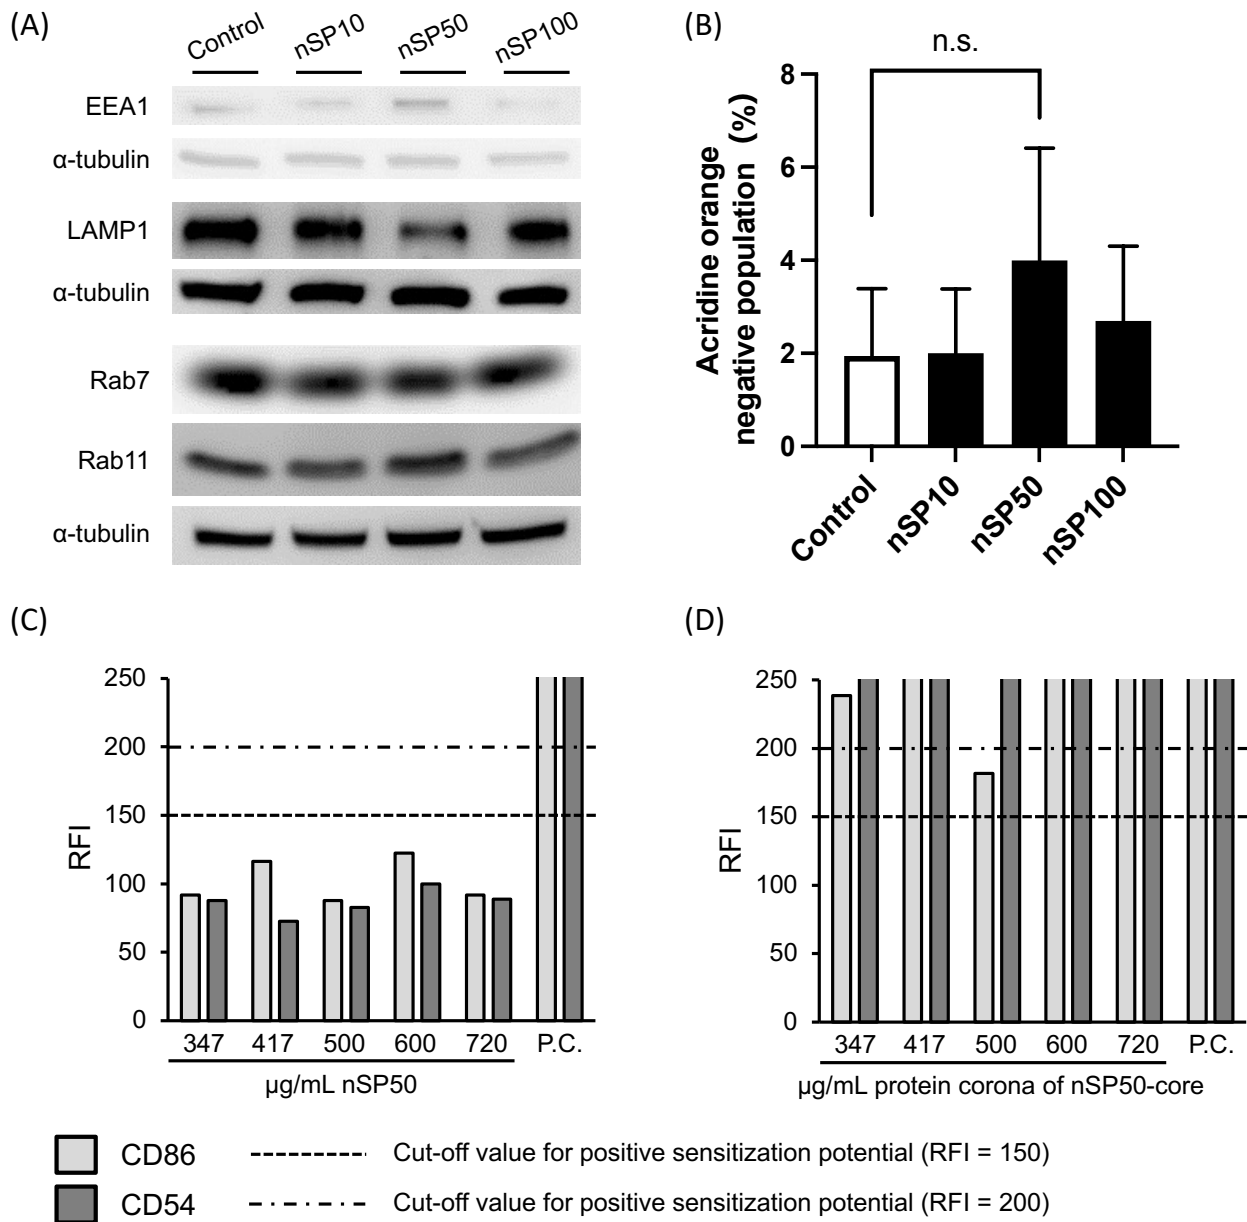 (A)
Control nSP10 nSP50 nSP100
EEA1
α-tubulin
LAMP1
α-tubulin
Rab7
Rab11
α-tubulin
(B)
n.s.
Acridine orange
negative population (%)
8
6
4
2
0
Control nSP10 nSP50 nSP100
(C)
RFI
250
200
150
100
50
0
347 417 500 600 720 P.C.
µg/mL nSP50
(D)
RFI
250
200
150
100
50
0
347 417 500 600 720 P.C.
µg/mL protein corona of nSP50-core
CD86 Cut-off value for positive sensitization potential (RFI = 150)
CD54 Cut-off value for positive sensitization potential (RFI = 200)